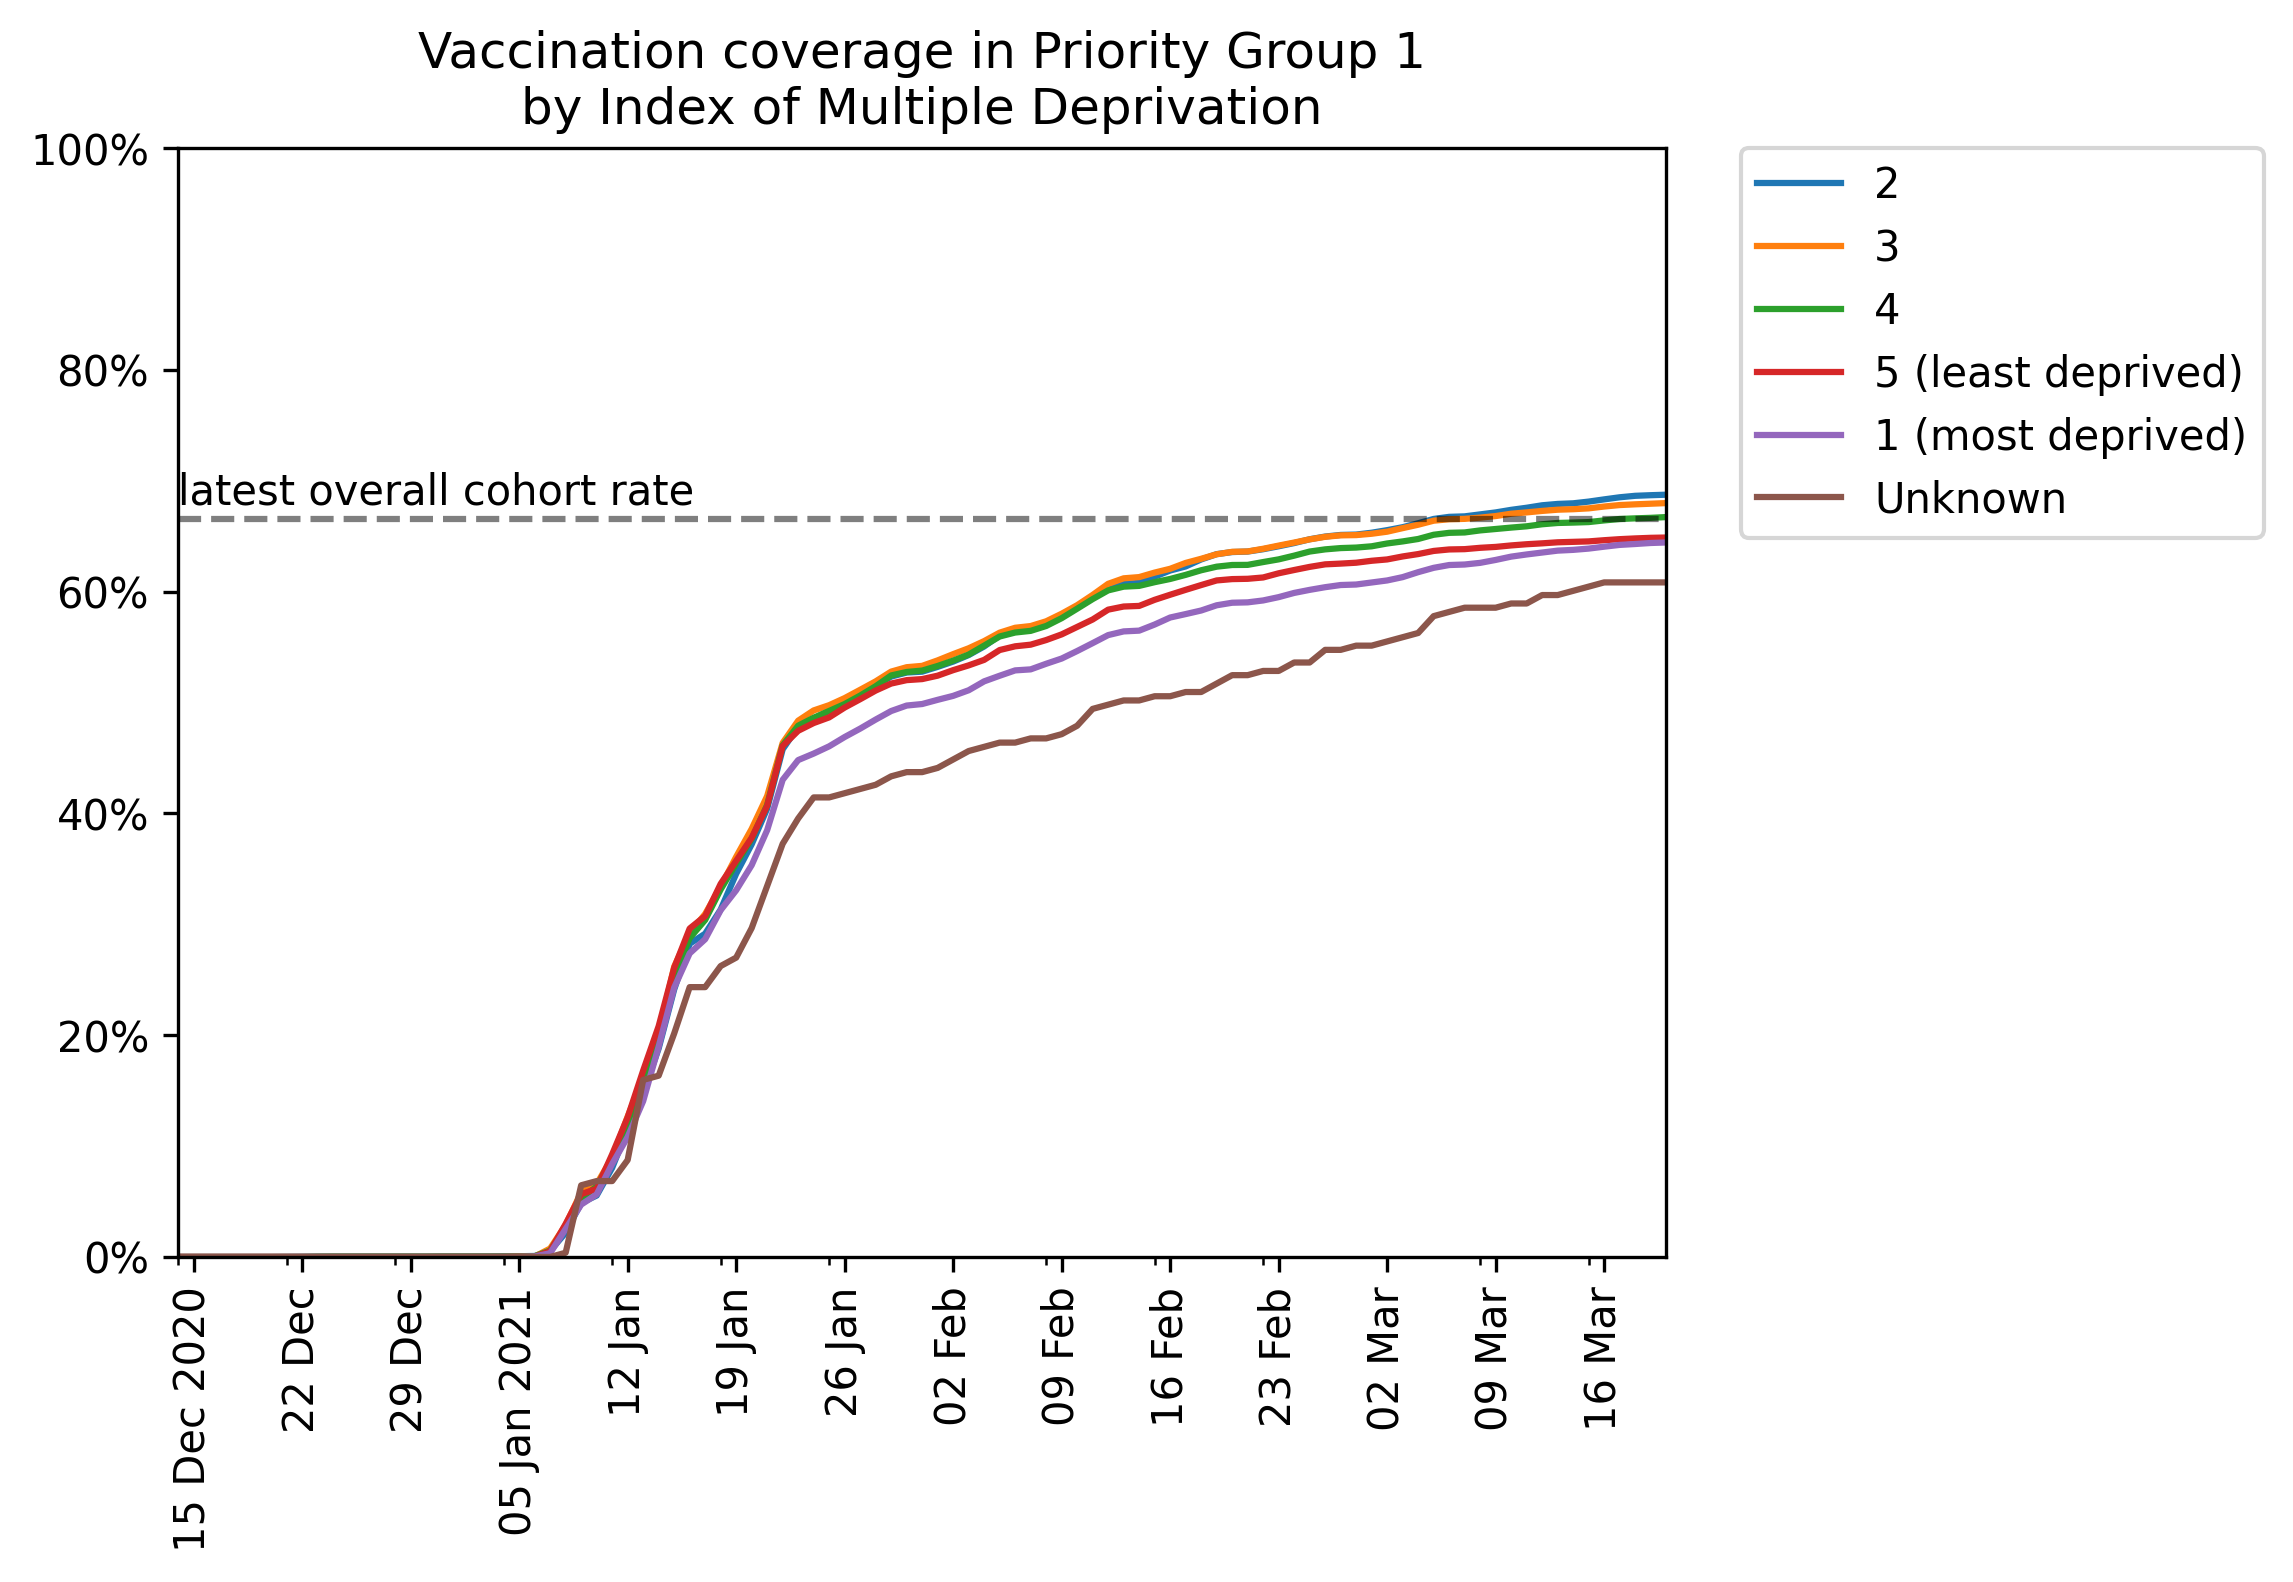 Vaccination coverage in Priority Group 1
by Index of Multiple Deprivation
100%
80%
60%
40%
20%
0%
latest overall cohort rate
15 Dec 2020
22 Dec
29 Dec
05 Jan 2021
12 Jan
19 Jan
26 Jan
02 Feb
09 Feb
16 Feb
23 Feb
02 Mar
09 Mar
16 Mar
2
3
4
5 (least deprived)
1 (most deprived)
Unknown